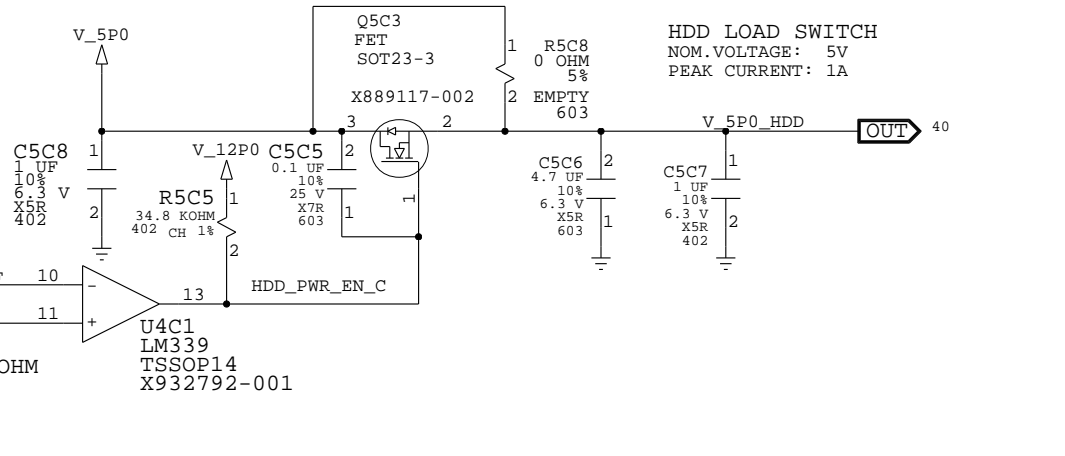 V_5P0
Q5C3
FET
SOT23-3
X889117-002
3
2
1
1
R5C8
0 OHM
5%
2
EMPTY
603
HDD LOAD SWITCH
NOM.VOLTAGE: 5V
PEAK CURRENT: 1A
V_5P0_HDD
OUT
40
C5C8
1 UF
10%
6.3 V
X5R
402
1
2
V_12P0
R5C5
34.8 KOHM
402 CH 1%
1
2
C5C5
0.1 UF
10%
25 V
X7R
603
2
1
C5C6
4.7 UF
10%
6.3 V
X5R
603
2
1
C5C7
1 UF
10%
6.3 V
X5R
402
1
2
10
-
11
+
13
HDD_PWR_EN_C
U4C1
LM339
TSSOP14
X932792-001
OHM